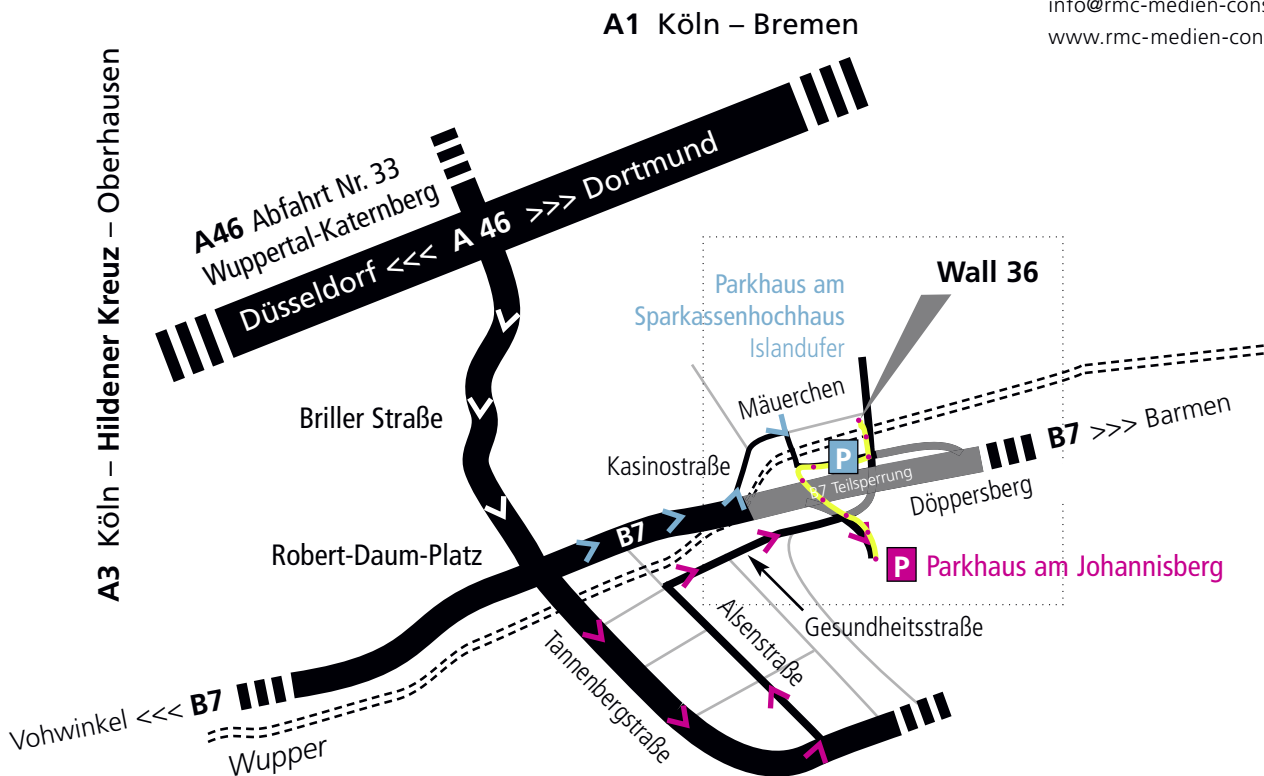 info@rmc-medien-cons
www.rmc-medien-con
A1 Köln – Bremen
A3 Köln – Hildener Kreuz – Oberhausen
A46 Abfahrt Nr. 33
Wuppertal-Katernberg
Düsseldorf <<< A 46 >>> Dortmund
Wall 36
Parkhaus am
Sparkassenhochhaus
Islandufer
Mäuerchen
Briller Straße
Kasinostraße
P
B7 >>> Barmen
B7 Teilsperrung
Döppersberg
B7
Robert-Daum-Platz
P Parkhaus am Johannisberg
Gesundheitsstraße
Alsenstraße
Tannenbergstraße
Vohwinkel <<< B7
Wupper